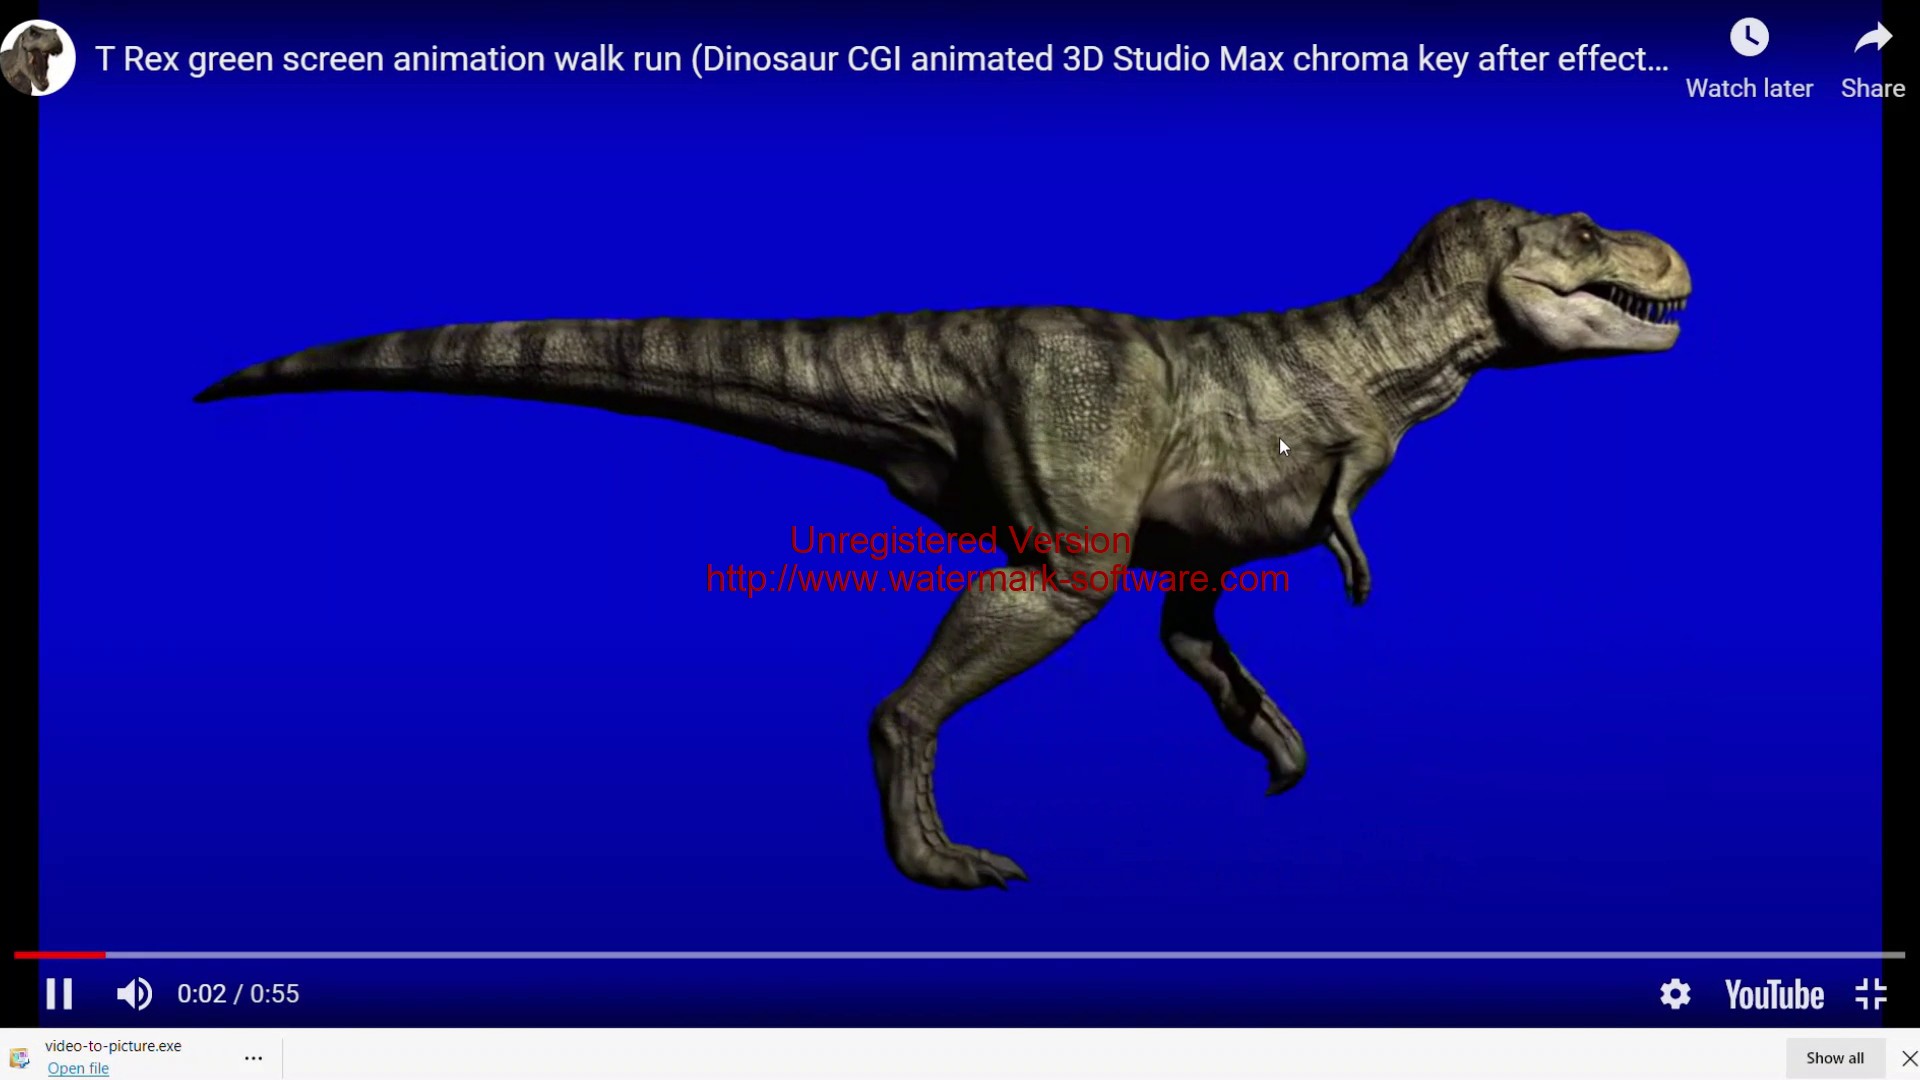 T Rex green screen animation walk run (Dinosaur CGI animated 3D Studio Max chroma key after effect...
Watch later
Share
Unregistered Version
http://www.watermark-software.com
0:02 / 0:55
YouTube
video-to-picture.exe
Open file
...
Show all